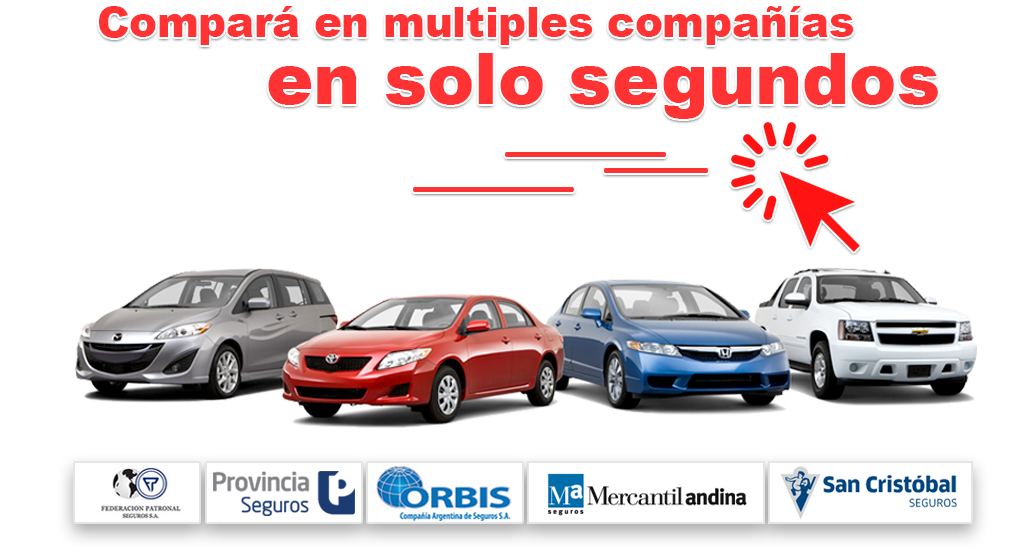 Compará en multiples compañías
en solo segundos
FEDERACION PATRONAL
SEGUROS S.A.
Provincia
Seguros
ORBIS
Compañía Argentina de Seguros S.A.
Ma
seguros
Mercantil andina
San Cristóbal
SEGUROS